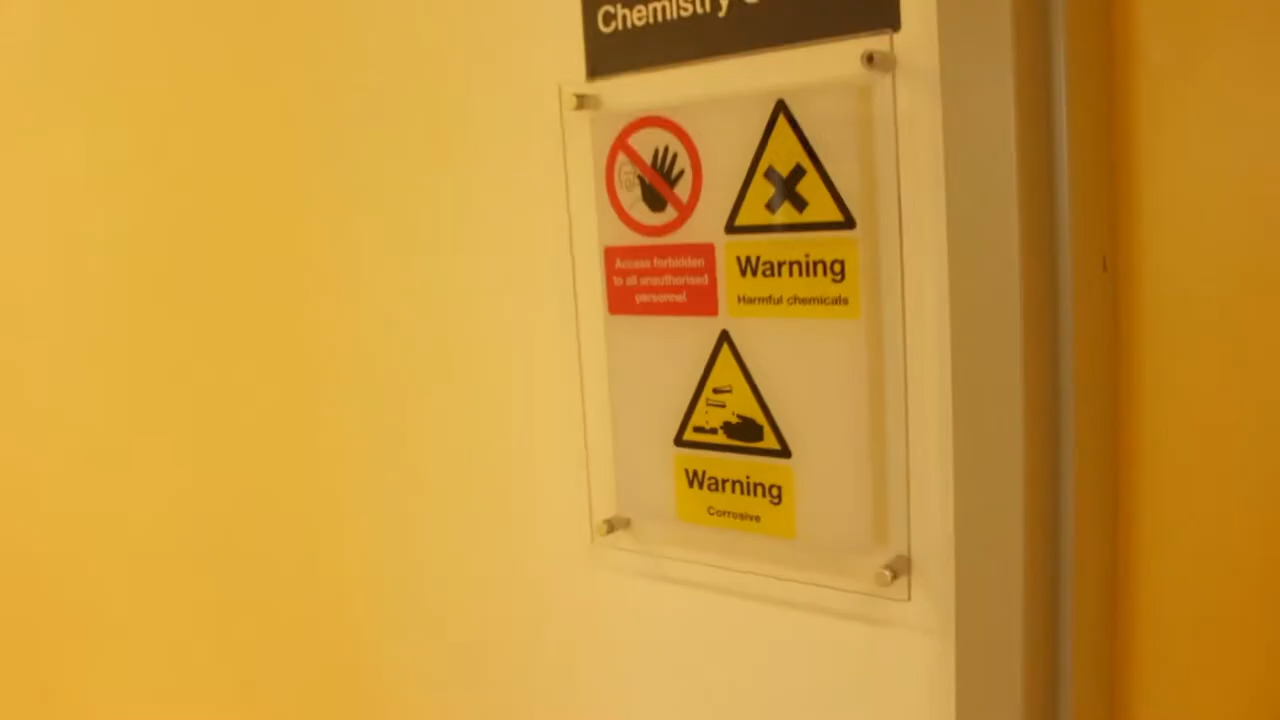 Chemistry
Access forbidden
to all unauthorised
personnel
Warning
Harmful chemicals
Warning
Corrosive